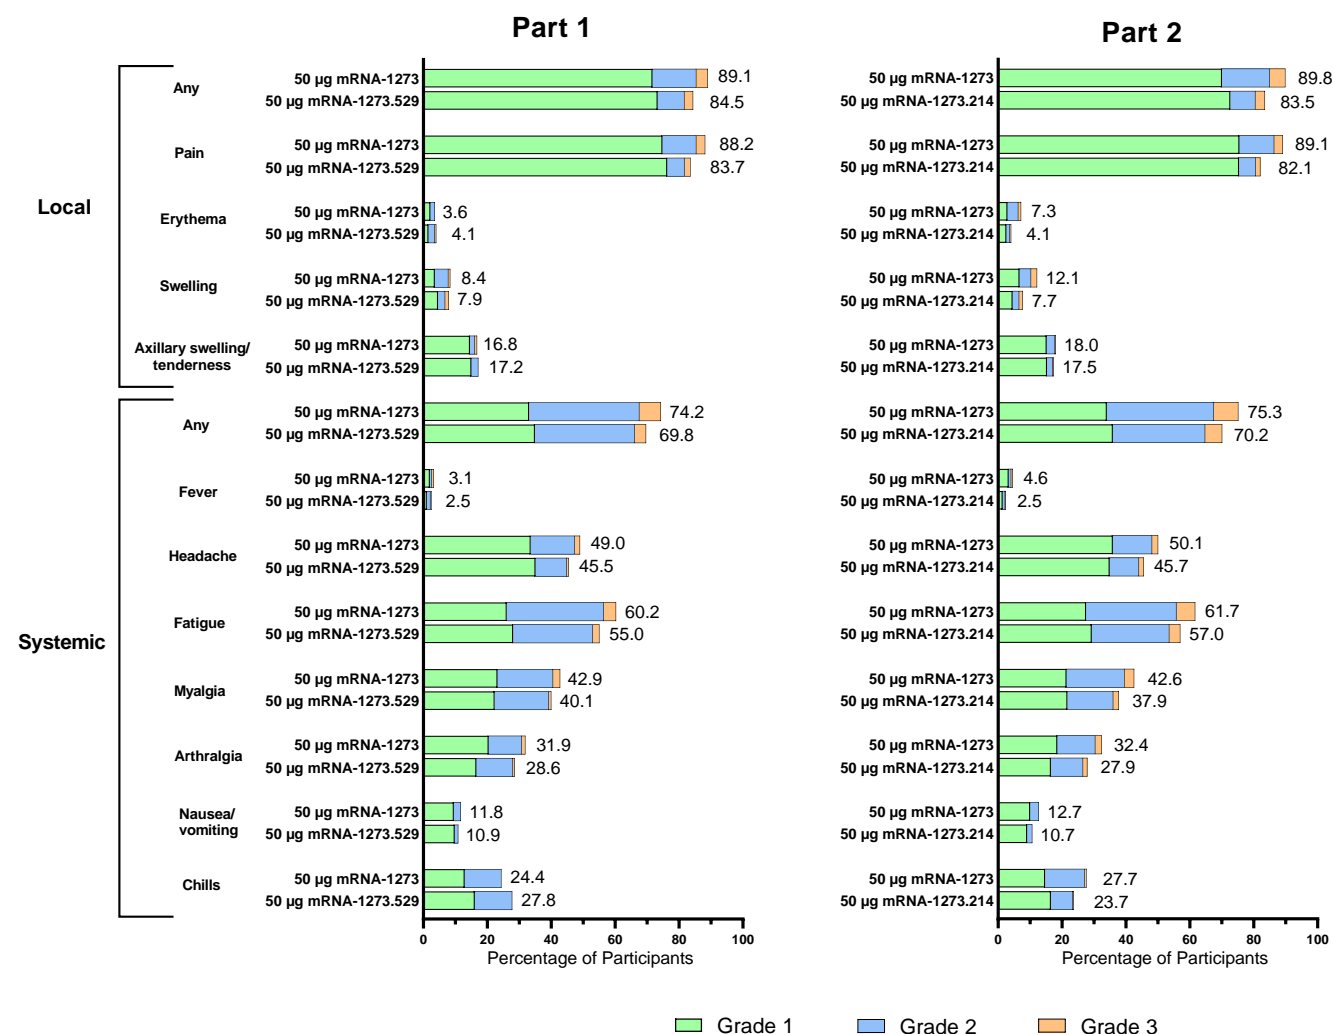 Part 1
Part 2
Local
Any
50 µg mRNA-1273
89.1
50 µg mRNA-1273.529
84.5
50 µg mRNA-1273
89.8
50 µg mRNA-1273.214
83.5
Pain
50 µg mRNA-1273
88.2
50 µg mRNA-1273.529
83.7
50 µg mRNA-1273
89.1
50 µg mRNA-1273.214
82.1
Erythema
50 µg mRNA-1273
3.6
50 µg mRNA-1273.529
4.1
50 µg mRNA-1273
7.3
50 µg mRNA-1273.214
4.1
Swelling
50 µg mRNA-1273
8.4
50 µg mRNA-1273.529
7.9
50 µg mRNA-1273
12.1
50 µg mRNA-1273.214
7.7
Axillary swelling/
tenderness
50 µg mRNA-1273
16.8
50 µg mRNA-1273.529
17.2
50 µg mRNA-1273
18.0
50 µg mRNA-1273.214
17.5
Systemic
Any
50 µg mRNA-1273
74.2
50 µg mRNA-1273.529
69.8
50 µg mRNA-1273
75.3
50 µg mRNA-1273.214
70.2
Fever
50 µg mRNA-1273
3.1
50 µg mRNA-1273.529
2.5
50 µg mRNA-1273
4.6
50 µg mRNA-1273.214
2.5
Headache
50 µg mRNA-1273
49.0
50 µg mRNA-1273.529
45.5
50 µg mRNA-1273
50.1
50 µg mRNA-1273.214
45.7
Fatigue
50 µg mRNA-1273
60.2
50 µg mRNA-1273.529
55.0
50 µg mRNA-1273
61.7
50 µg mRNA-1273.214
57.0
Myalgia
50 µg mRNA-1273
42.9
50 µg mRNA-1273.529
40.1
50 µg mRNA-1273
42.6
50 µg mRNA-1273.214
37.9
Arthralgia
50 µg mRNA-1273
31.9
50 µg mRNA-1273.529
28.6
50 µg mRNA-1273
32.4
50 µg mRNA-1273.214
27.9
Nausea/
vomiting
50 µg mRNA-1273
11.8
50 µg mRNA-1273.529
10.9
50 µg mRNA-1273
12.7
50 µg mRNA-1273.214
10.7
Chills
50 µg mRNA-1273
24.4
50 µg mRNA-1273.529
27.8
50 µg mRNA-1273
27.7
50 µg mRNA-1273.214
23.7
0 20 40 60 80 100
Percentage of Participants
0 20 40 60 80 100
Percentage of Participants
Grade 1
Grade 2
Grade 3